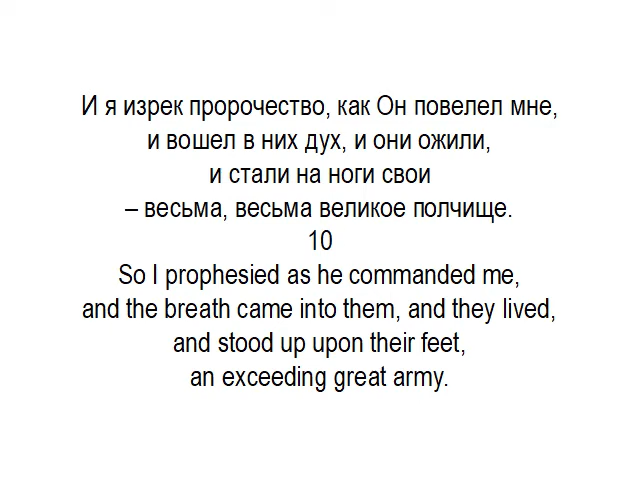 И я изрек пророчество, как Он повелел мне,
и вошел в них дух, и они ожили,
и стали на ноги свои
– весьма, весьма великое полчище.
10
So I prophesied as he commanded me,
and the breath came into them, and they lived,
and stood up upon their feet,
an exceeding great army.